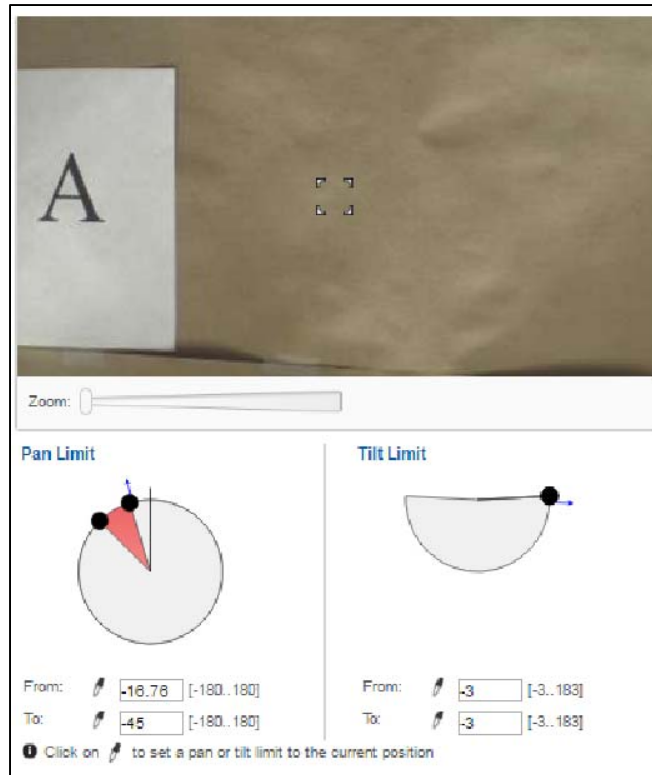 A
Zoom:
Pan Limit
Tilt Limit
From: -16.76 [-180..180]
From: -3 [-3..183]
To: -45 [-180..180]
To: -3 [-3..183]
Click on to set a pan or tilt limit to the current position